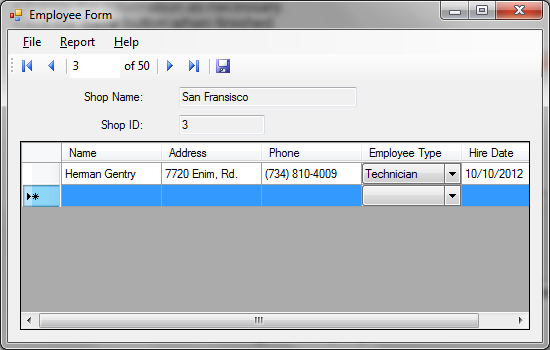 Employee Form
File Report Help
3 of 50
Shop Name: San Fransisco
Shop ID: 3
Name Address Phone Employee Type Hire Date
Herman Gentry 7720 Enim, Rd. (734) 810-4009 Technician 10/10/2012